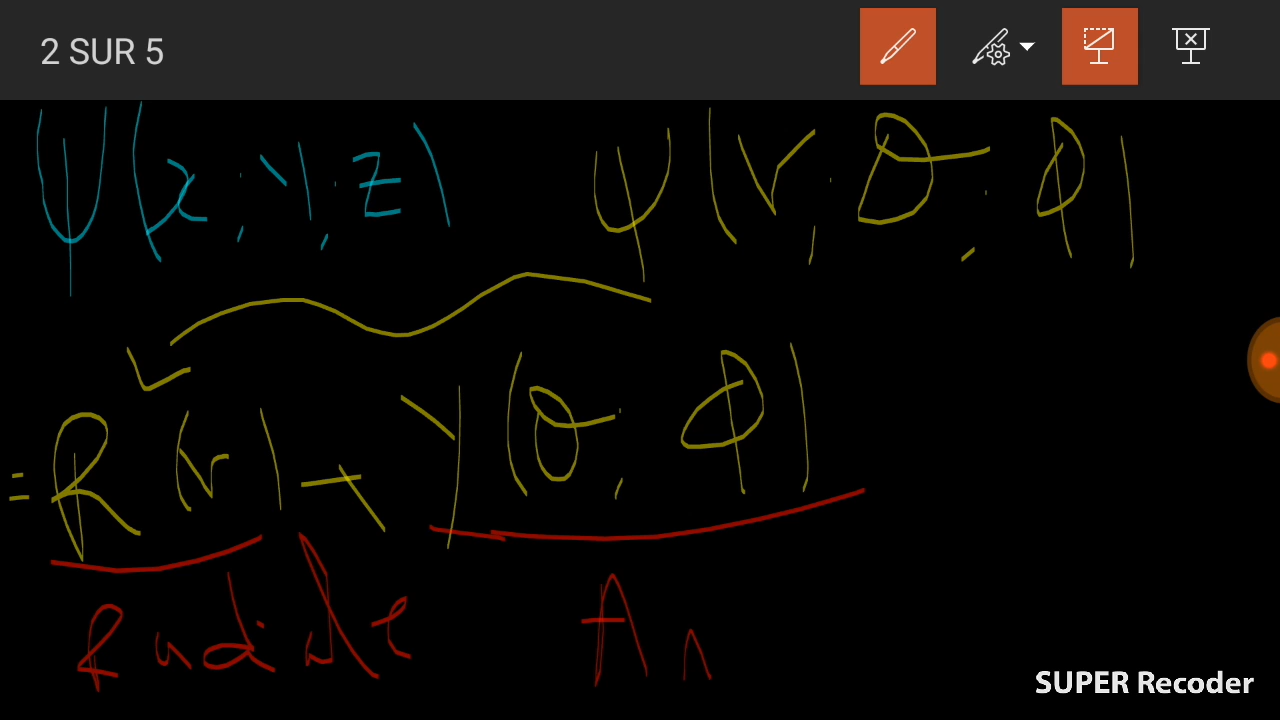 2 SUR 5
Ψ(x, y, z) Ψ(r, θ, φ)
= R(r) × Y(θ, φ)
Radiale An
SUPER Recoder